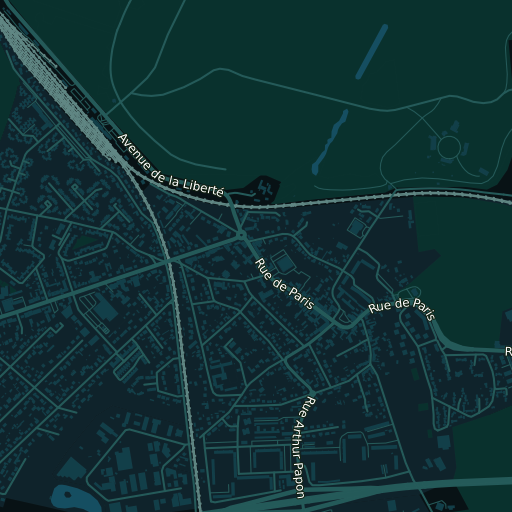 Avenue de la Liberté
Rue de Paris
Rue de Paris
R
Rue Arthur Papon